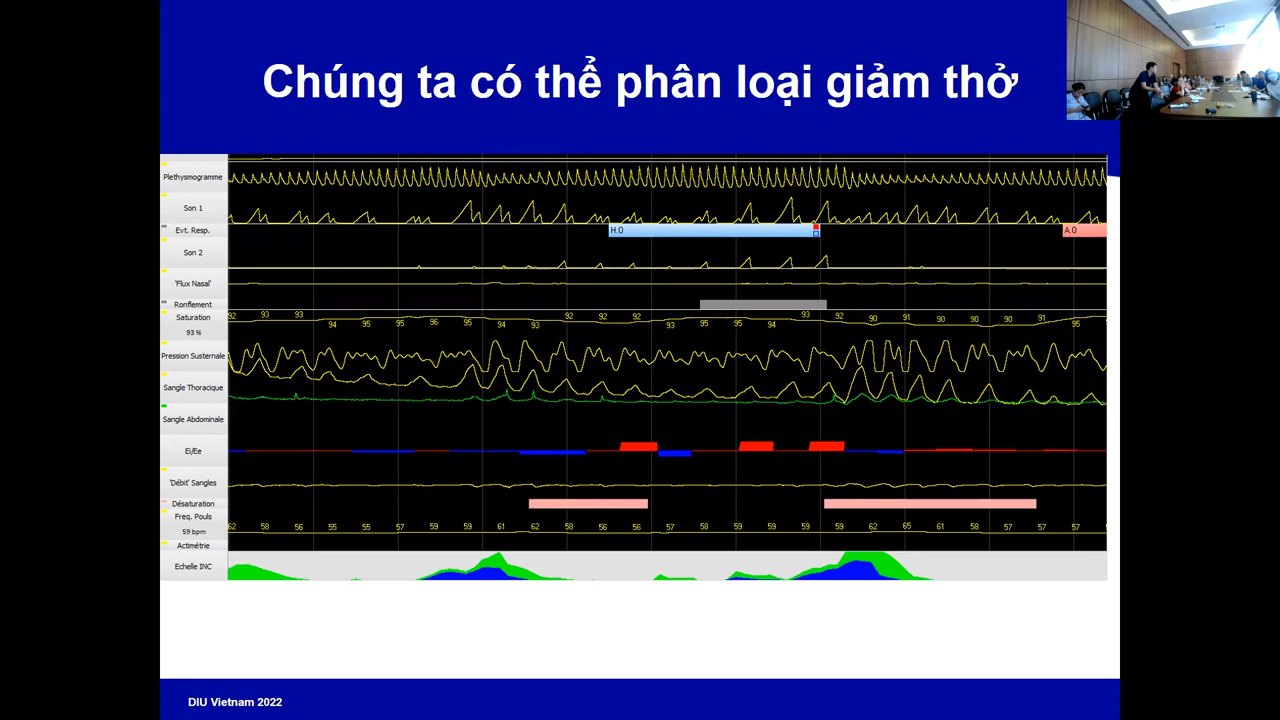 Chúng ta có thể phân loại giảm thở
Plethysmogramme
Son 1
Evt. Resp.
H.0
A.0
Son 2
'Flux Nasal'
Ronflement
Saturation
93 %
92 93 93 94 95 95 96 95 94 93 92 92 92 93 95 95 94 93 92 90 91 90 90 90 91 95
Pression Susternale
Sangle Thoracique
Sangle Abdominale
Ei/Ee
'Débit' Sangles
Désaturation
Freq. Pouls
59 bpm
62 58 56 55 55 57 59 59 61 62 58 56 56 57 58 59 59 59 59 62 65 61 58 57 57 57
Actimétrie
Echelle INC
DIU Vietnam 2022